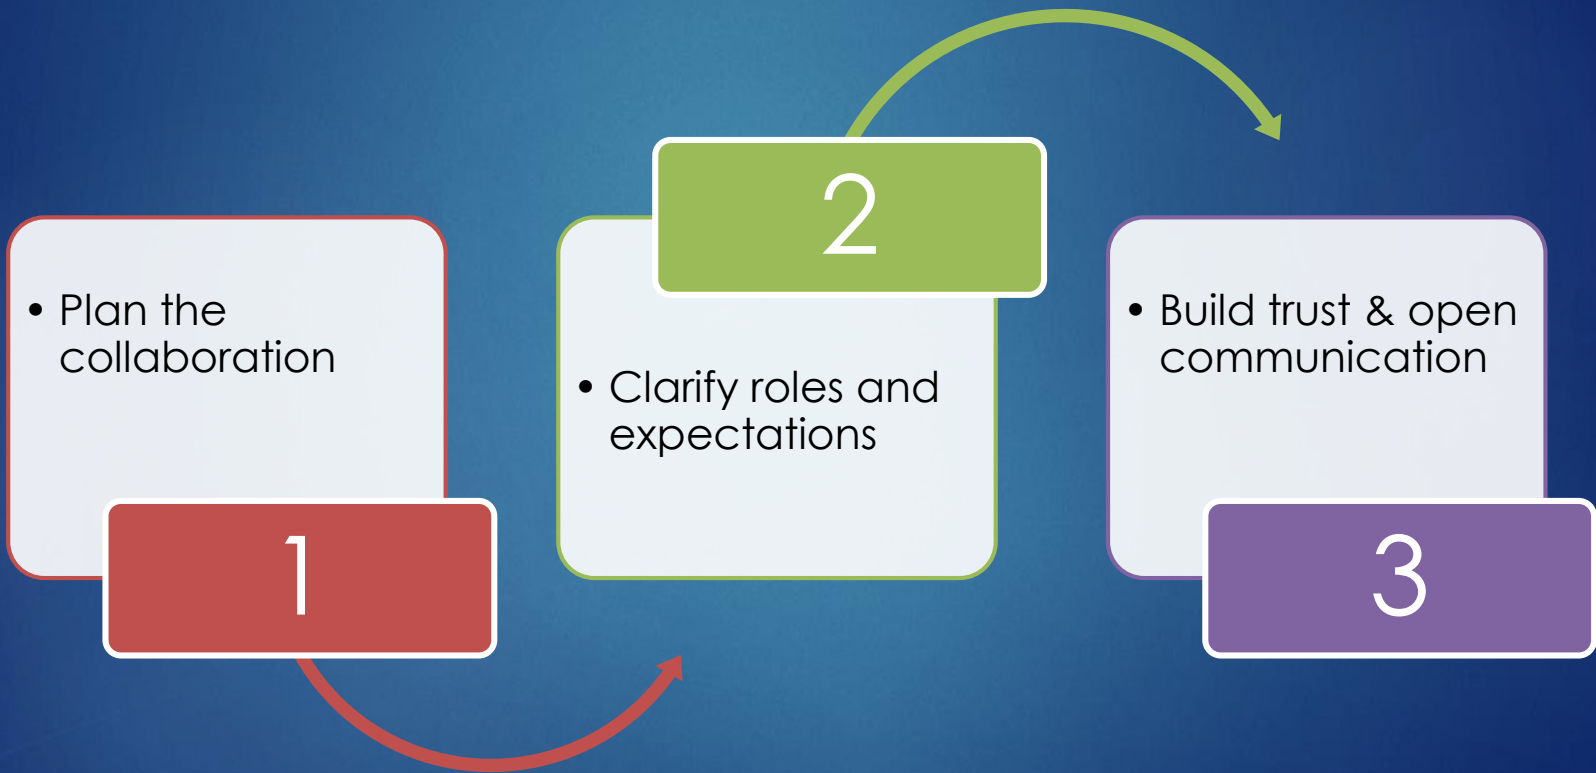 • Plan the
collaboration
1
2
• Clarify roles and
expectations
• Build trust & open
communication
3